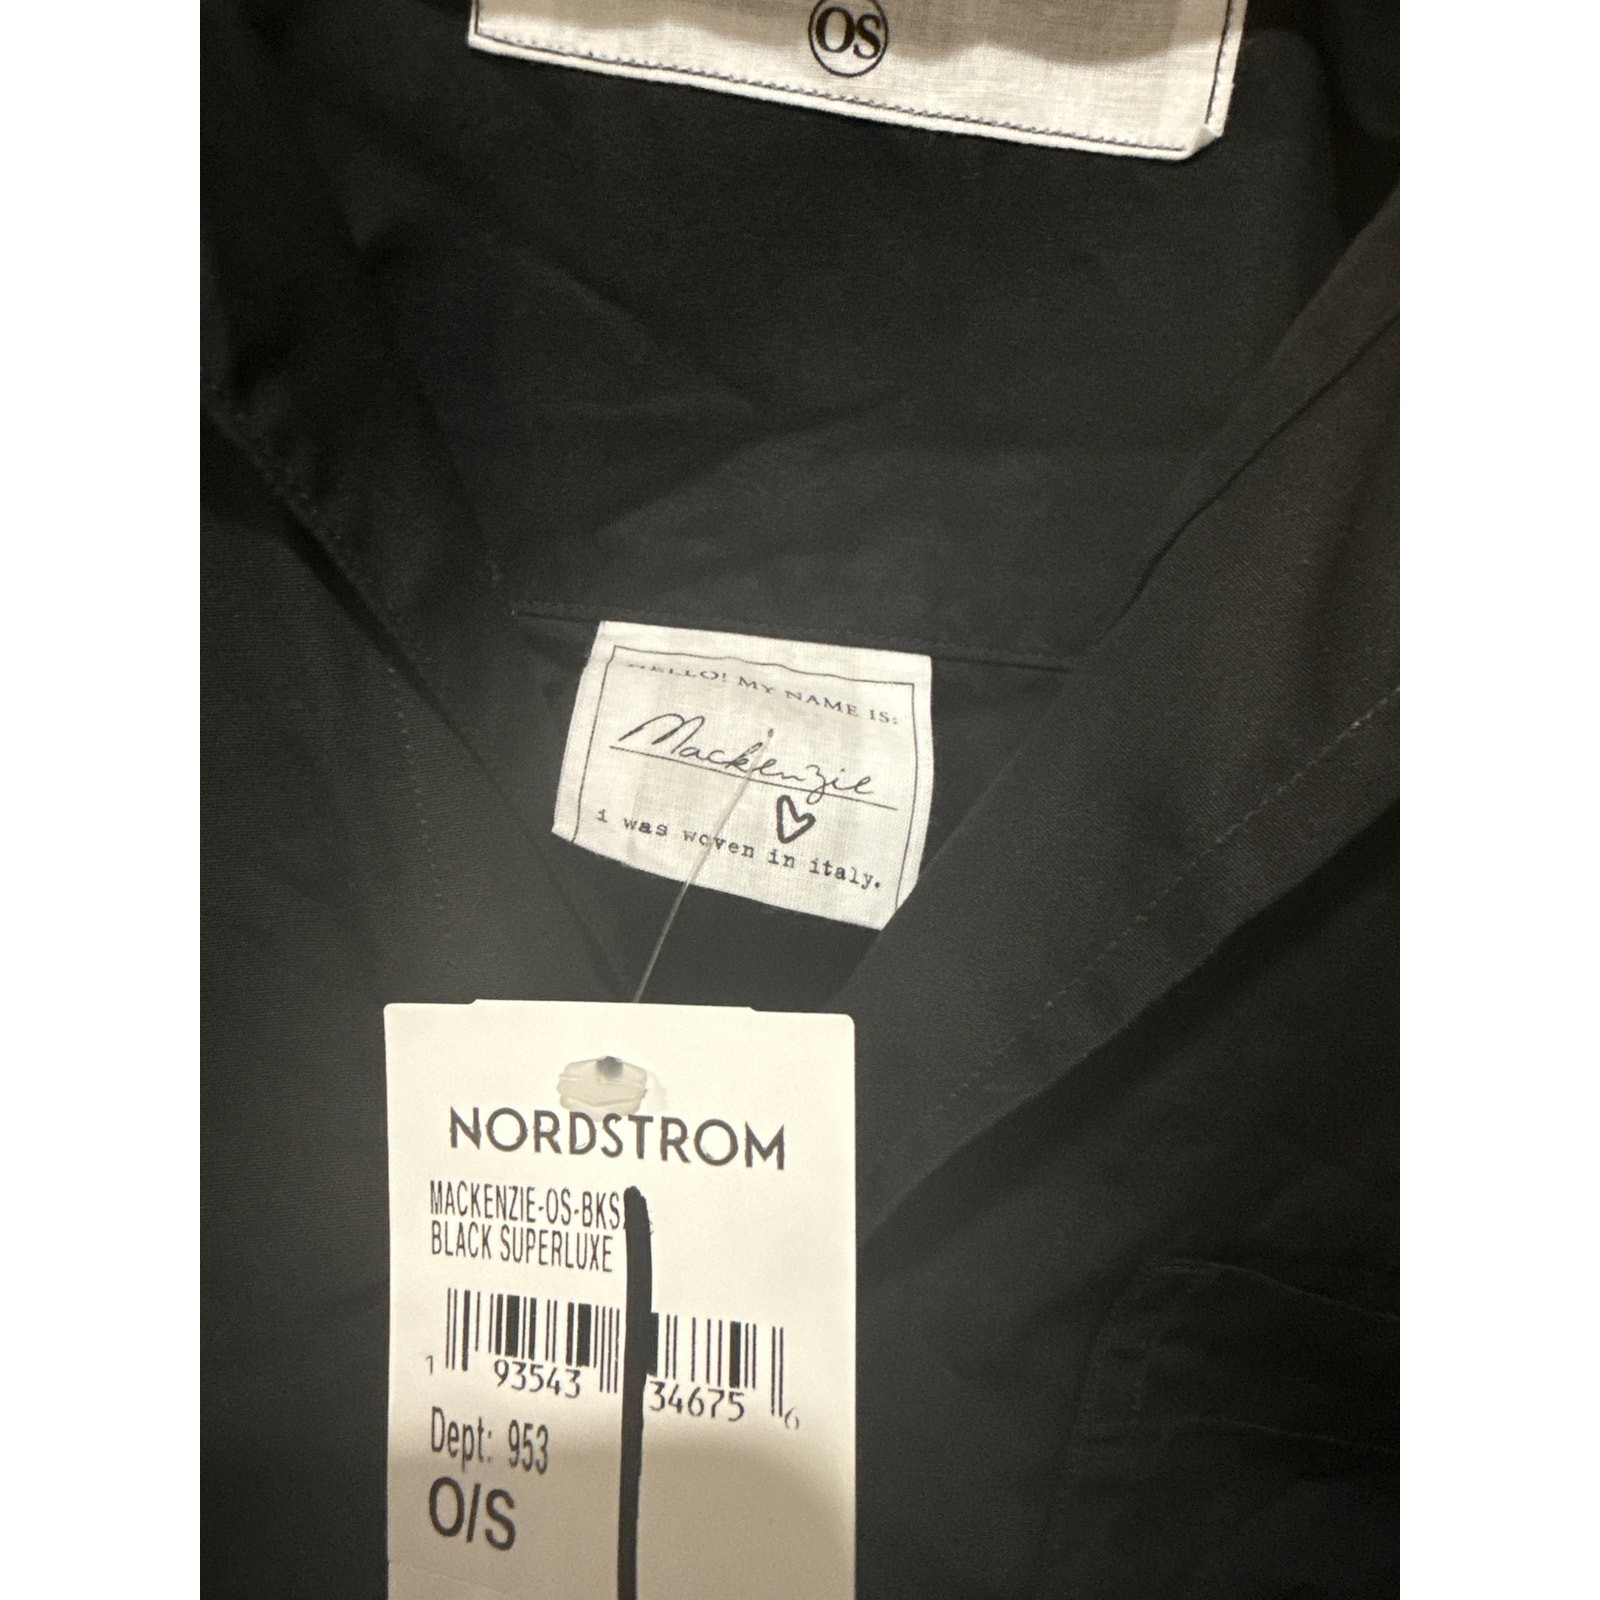 OS
HELLO! MY NAME IS:
Mackenzie
i was woven in italy.
NORDSTROM
MACKENZIE-OS-BKS
BLACK SUPERLUXE
1 93543 34675 6
Dept: 953
O/S